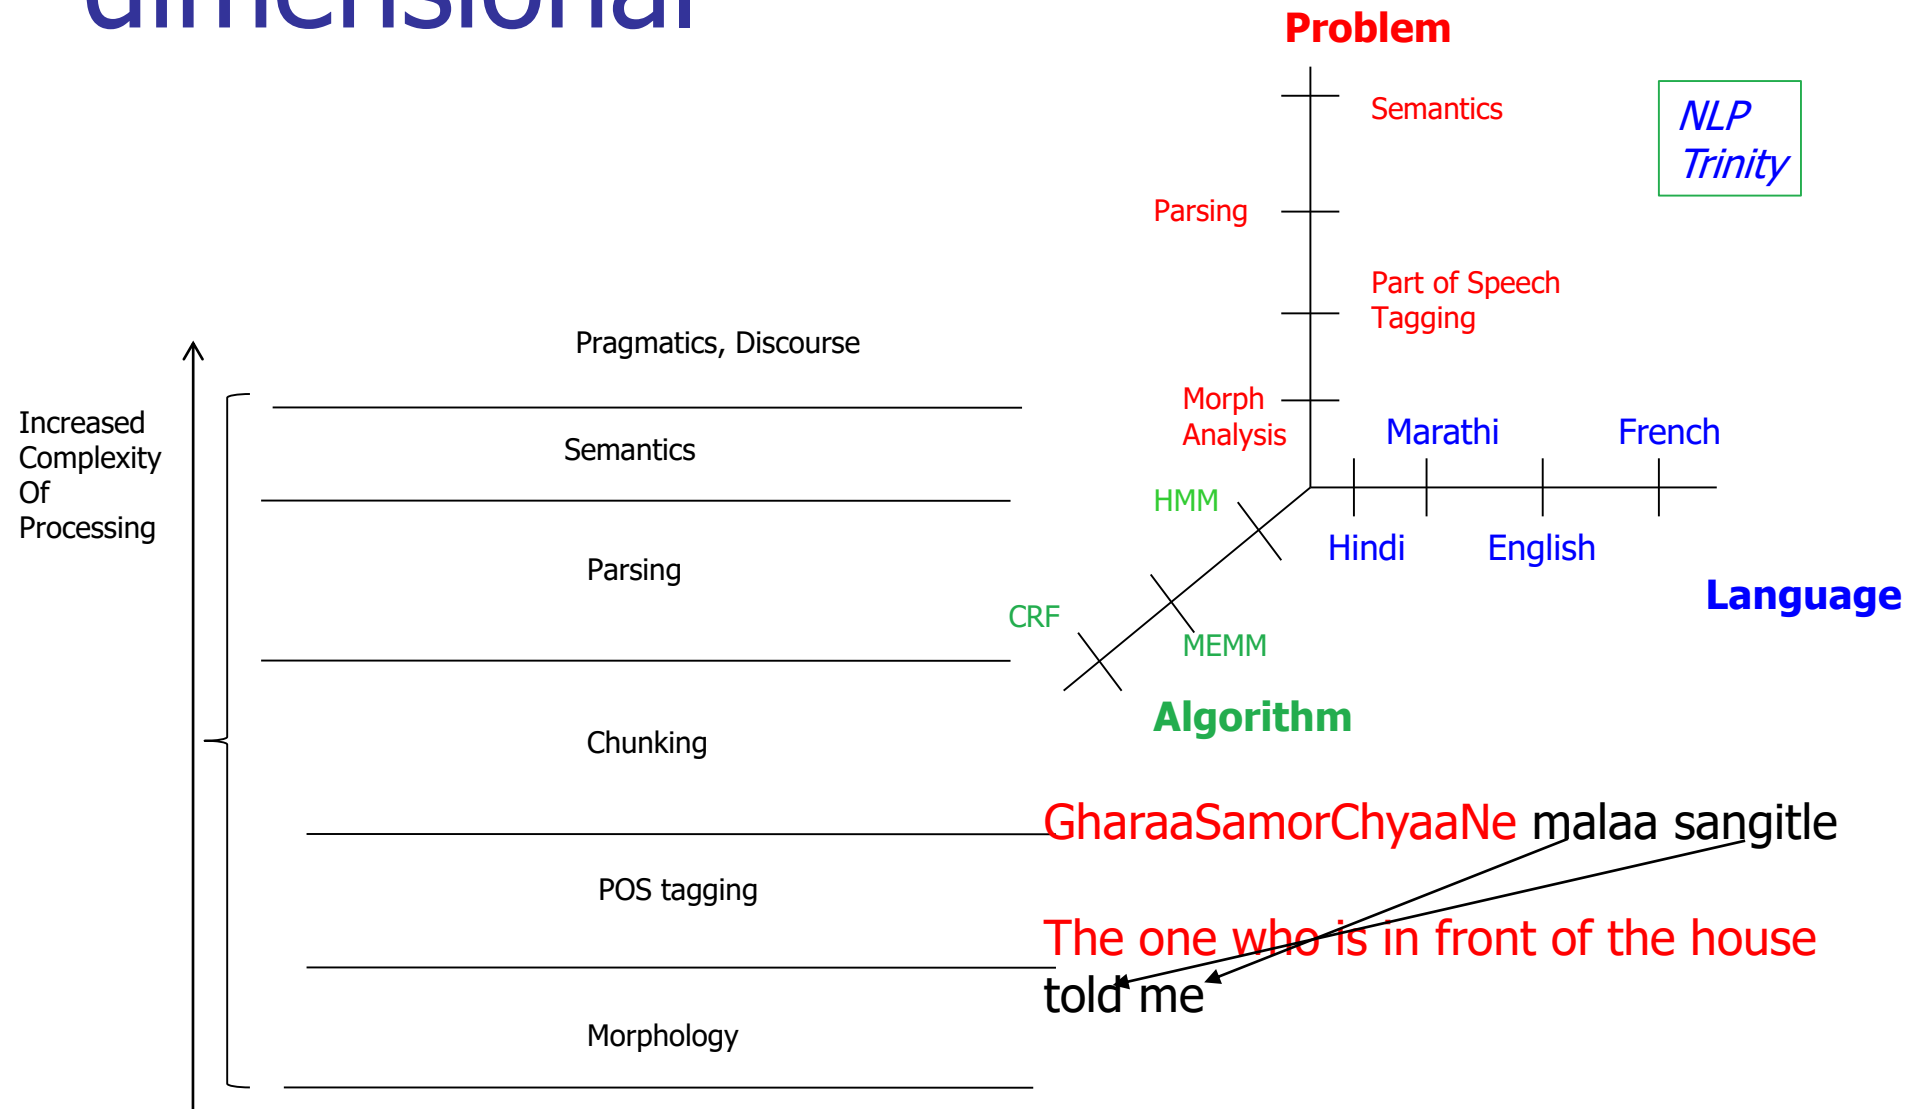 dimensional
Problem
Semantics
NLP
Trinity
Parsing
Part of Speech
Tagging
Morph
Analysis
Marathi
French
HMM
Hindi
English
Language
CRF
MEMM
Algorithm
Increased
Complexity
Of
Processing
Pragmatics, Discourse
Semantics
Parsing
Chunking
POS tagging
Morphology
GharaaSamorChyaaNe malaa sangitle
The one who is in front of the house
told me